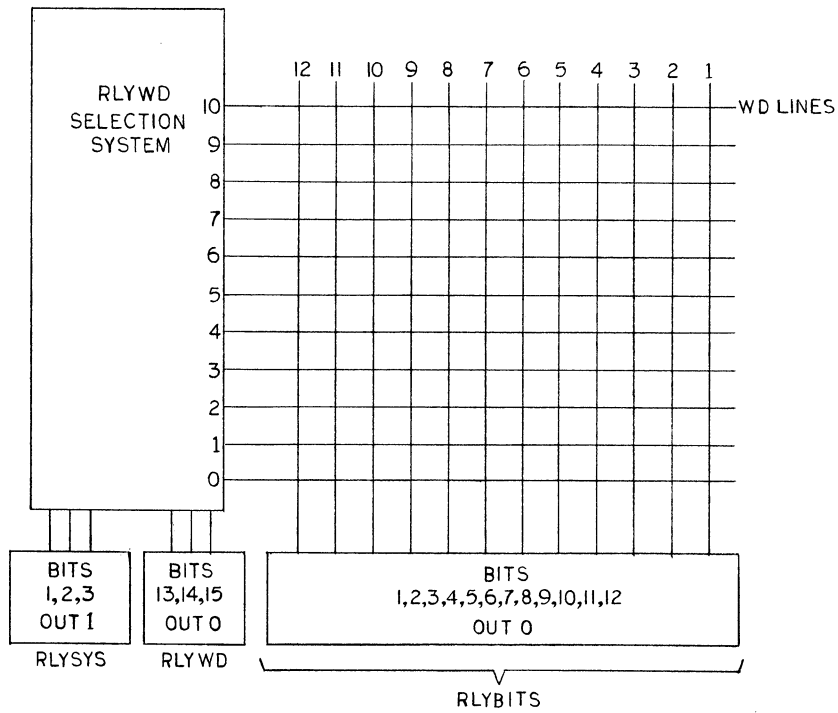 12 11 10 9 8 7 6 5 4 3 2 1
RLYWD
SELECTION
SYSTEM
10
WD LINES
9
8
7
6
5
4
3
2
1
0
BITS
1,2,3
OUT 1
RLYSYS
BITS
13,14,15
OUT 0
RLYWD
BITS
1,2,3,4,5,6,7,8,9,10,11,12
OUT 0
RLYBITS